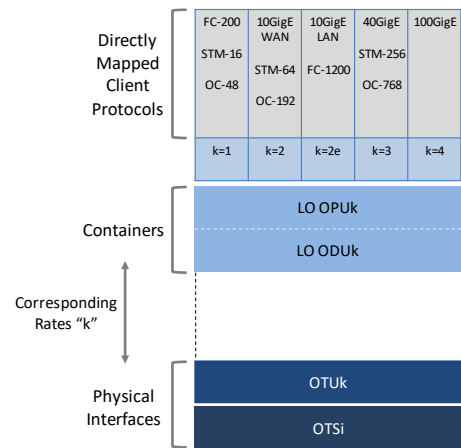 Directly
Mapped
Client
Protocols
FC-200
STM-16
OC-48
10GigE
WAN
STM-64
OC-192
10GigE
LAN
FC-1200
40GigE
STM-256
OC-768
100GigE
k=1
k=2
k=2e
k=3
k=4
Containers
LO OPUk
LO ODUk
Corresponding
Rates “k”
Physical
Interfaces
OTUk
OTSi